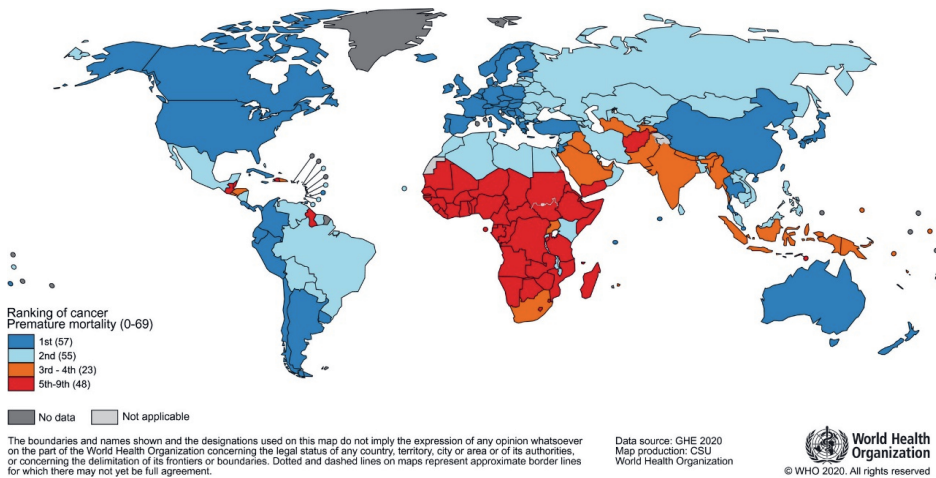 Ranking of cancer
Premature mortality (0-69)
1st (57)
2nd (55)
3rd - 4th (23)
5th-9th (48)
No data
Not applicable
The boundaries and names shown and the designations used on this map do not imply the expression of any opinion whatsoever
on the part of the World Health Organization concerning the legal status of any country, territory, city or area or of its authorities,
or concerning the delimitation of its frontiers or boundaries. Dotted and dashed lines on maps represent approximate border lines
for which there may not yet be full agreement.
Data source: GHE 2020
Map production: CSU
World Health Organization
World Health
Organization
© WHO 2020. All rights reserved